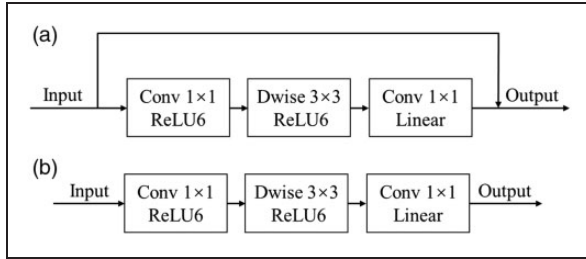 (a)
Input
Conv 1×1
ReLU6
Dwise 3×3
ReLU6
Conv 1×1
Linear
Output
(b)
Input
Conv 1×1
ReLU6
Dwise 3×3
ReLU6
Conv 1×1
Linear
Output